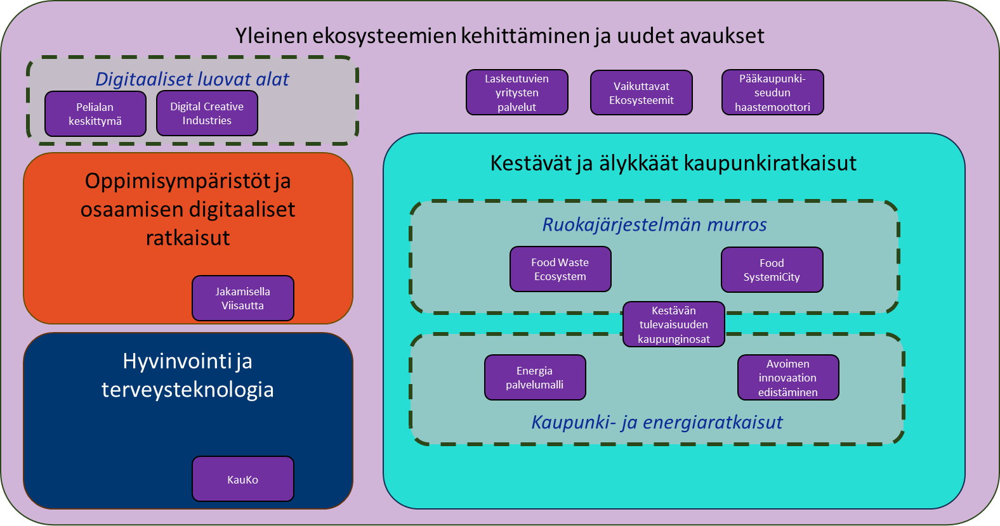 Yleinen ekosysteemien kehittäminen ja uudet avaukset
Digitaaliset luovat alat
Pelialan
keskittymä
Digital Creative
Industries
Laskeutuvien
yritysten
palvelut
Vaikuttavat
Ekosysteemit
Pääkaupunki-
seudun
haastemoottori
Oppimisympäristöt ja
osaamisen digitaaliset
ratkaisut
Jakamisella
Viisautta
Hyvinvointi ja
terveysteknologia
KauKo
Kestävät ja älykkäät kaupunkiratkaisut
Ruokajärjestelmän murros
Food Waste
Ecosystem
Food
SystemiCity
Kestävän
tulevaisuuden
kaupunginosat
Energia
palvelumalli
Avoimen
innovaation
edistäminen
Kaupunki- ja energiaratkaisut